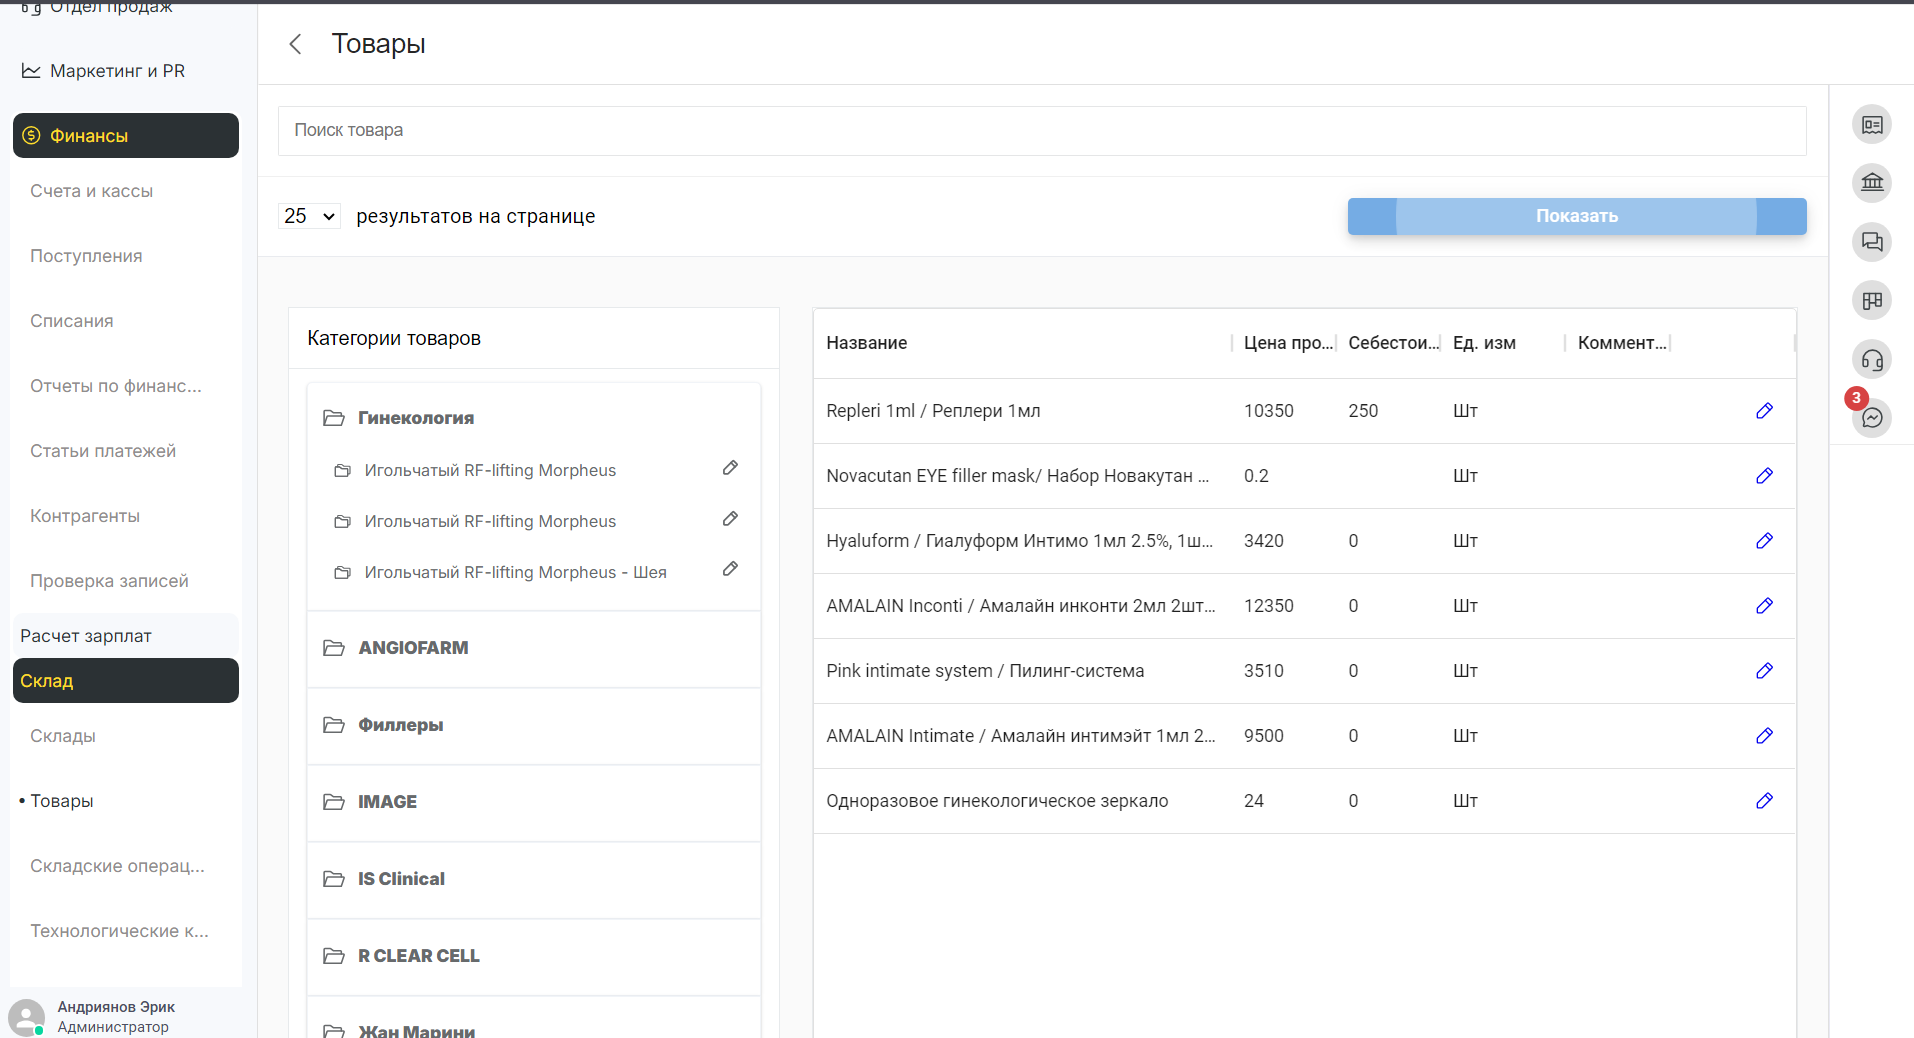 Отдел продаж
Маркетинг и PR
Финансы
Счета и кассы
Поступления
Списания
Отчеты по финанс...
Статьи платежей
Контрагенты
Проверка записей
Расчет зарплат
Склад
Склады
• Товары
Складские операц...
Технологические к...
Андриянов Эрик
Администратор
Товары
Поиск товара
25 результатов на странице
Показать
Категории товаров
Гинекология
Игольчатый RF-lifting Morpheus
Игольчатый RF-lifting Morpheus
Игольчатый RF-lifting Morpheus - Шея
ANGIOFARM
Филлеры
IMAGE
IS Clinical
R CLEAR CELL
Жан Марини
Название Цена про... Себестои... Ед. изм Коммент...
Repleri 1ml / Реплери 1мл 10350 250 Шт
Novacutan EYE filler mask/ Набор Новакутан ... 0.2 Шт
Hyaluform / Гиалуформ Интимо 1мл 2.5%, 1ш... 3420 0 Шт
AMALAIN Inconti / Амалайн инконти 2мл 2шт... 12350 0 Шт
Pink intimate system / Пилинг-система 3510 0 Шт
AMALAIN Intimate / Амалайн интимэйт 1мл 2... 9500 0 Шт
Одноразовое гинекологическое зеркало 24 0 Шт
3